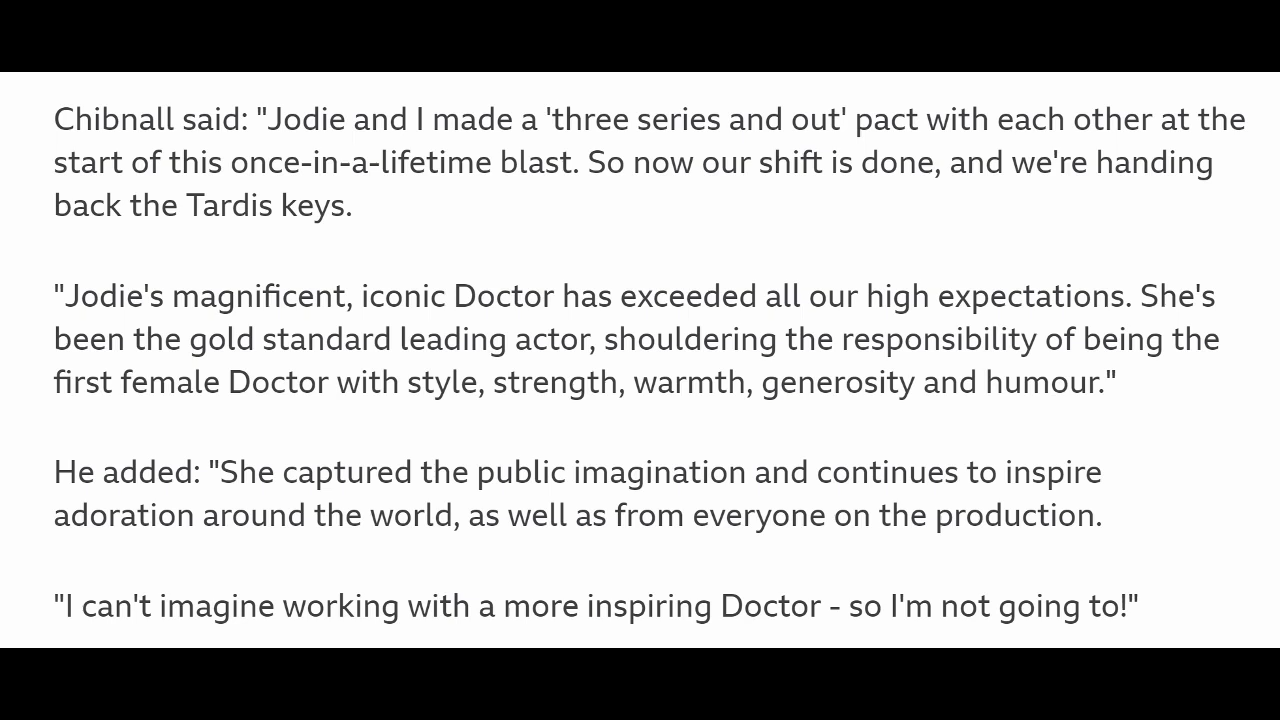 Chibnall said: "Jodie and I made a 'three series and out' pact with each other at the
start of this once-in-a-lifetime blast. So now our shift is done, and we're handing
back the Tardis keys.
"Jodie's magnificent, iconic Doctor has exceeded all our high expectations. She's
been the gold standard leading actor, shouldering the responsibility of being the
first female Doctor with style, strength, warmth, generosity and humour."
He added: "She captured the public imagination and continues to inspire
adoration around the world, as well as from everyone on the production.
"I can't imagine working with a more inspiring Doctor - so I'm not going to!"